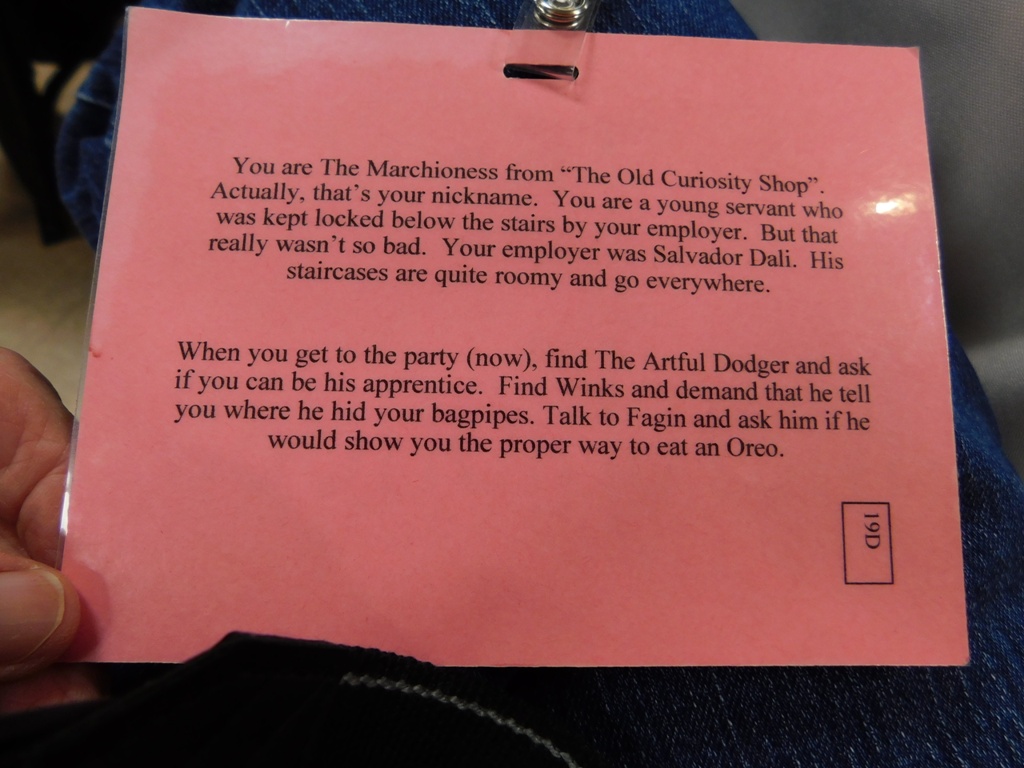 You are The Marchioness from “The Old Curiosity Shop”.
Actually, that’s your nickname.  You are a young servant who
was kept locked below the stairs by your employer.  But that
really wasn’t so bad.  Your employer was Salvador Dali.  His
staircases are quite roomy and go everywhere.
When you get to the party (now), find The Artful Dodger and ask
if you can be his apprentice.  Find Winks and demand that he tell
you where he hid your bagpipes. Talk to Fagin and ask him if he
would show you the proper way to eat an Oreo.
19D